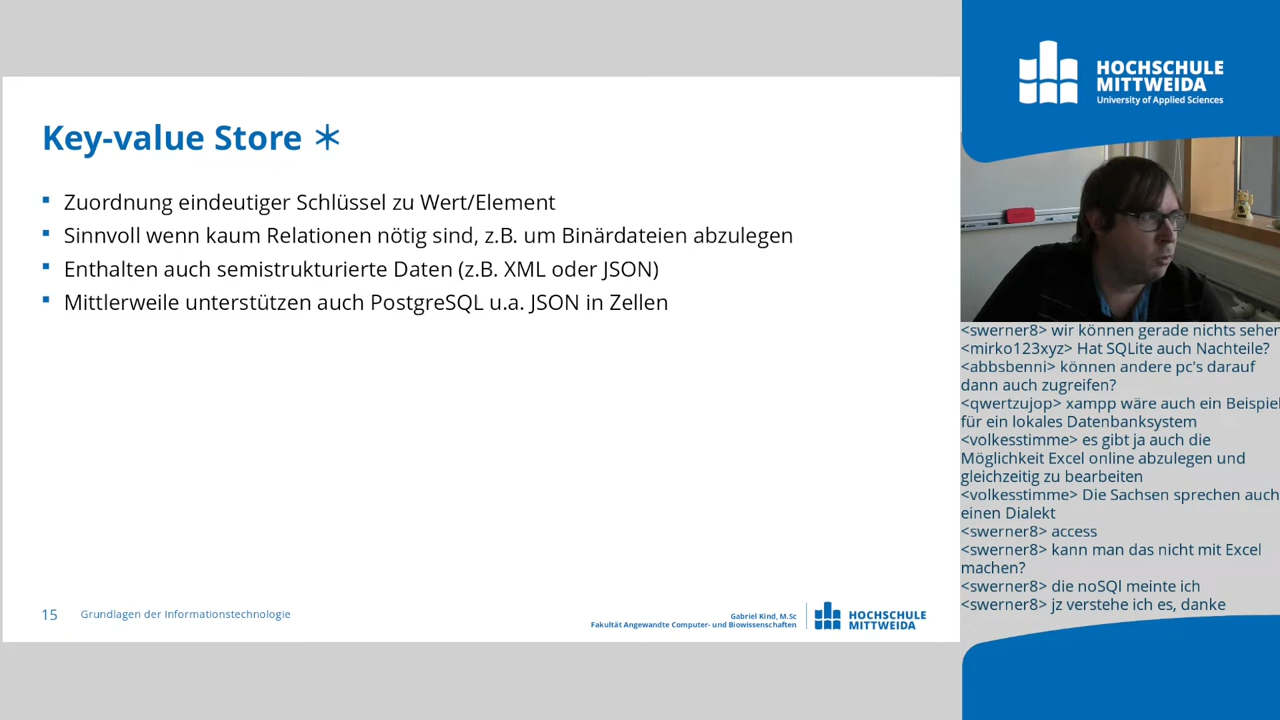 Key-value Store *
Zuordnung eindeutiger Schlüssel zu Wert/Element
Sinnvoll wenn kaum Relationen nötig sind, z.B. um Binärdateien abzulegen
Enthalten auch semistrukturierte Daten (z.B. XML oder JSON)
Mittlerweile unterstützen auch PostgreSQL u.a. JSON in Zellen
15
Grundlagen der Informationstechnologie
Gabriel Kind, M.Sc
Fakultät Angewandte Computer- und Biowissenschaften
HOCHSCHULE
MITTWEIDA
HOCHSCHULE
MITTWEIDA
University of Applied Sciences
<swerner8> wir können gerade nichts sehen
<mirko123xyz> Hat SQLite auch Nachteile?
<abbsbenni> können andere pc's darauf
dann auch zugreifen?
<qwertzujop> xampp wäre auch ein Beispiel
für ein lokales Datenbanksystem
<volkesstimme> es gibt ja auch die
Möglichkeit Excel online abzulegen und
gleichzeitig zu bearbeiten
<volkesstimme> Die Sachsen sprechen auch
einen Dialekt
<swerner8> access
<swerner8> kann man das nicht mit Excel
machen?
<swerner8> die noSQl meinte ich
<swerner8> jz verstehe ich es, danke